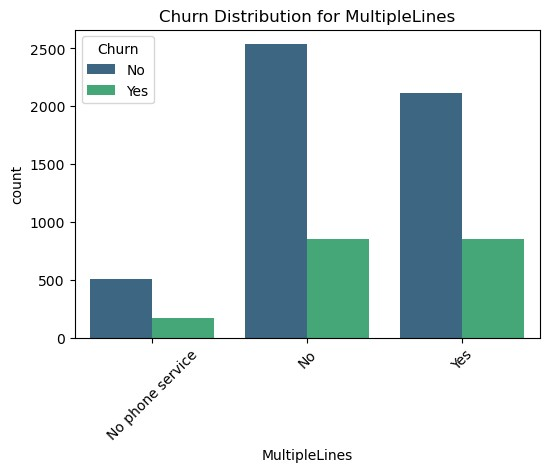 Churn Distribution for MultipleLines
Churn
No
Yes
2500
2000
1500
1000
500
0
count
No phone service
No
Yes
MultipleLines